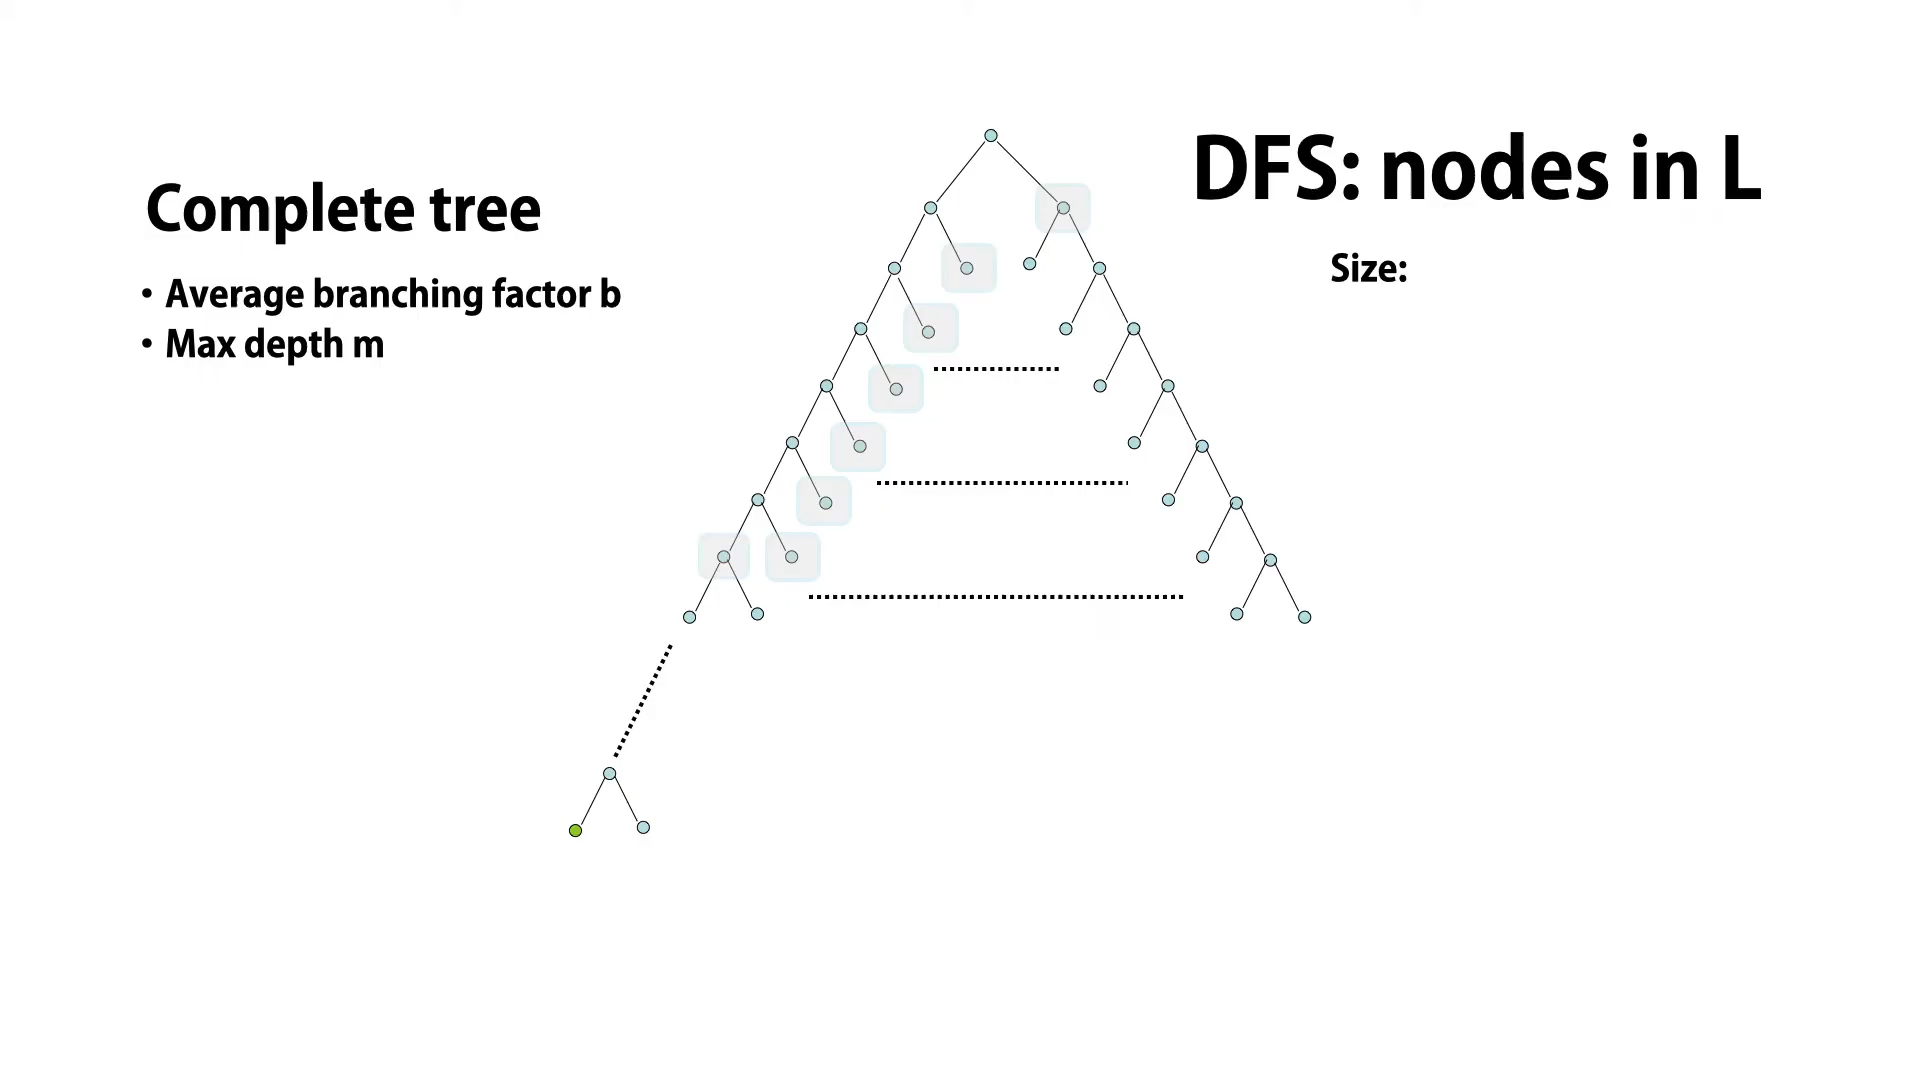 Complete tree
• Average branching factor b
• Max depth m
DFS: nodes in L
Size: